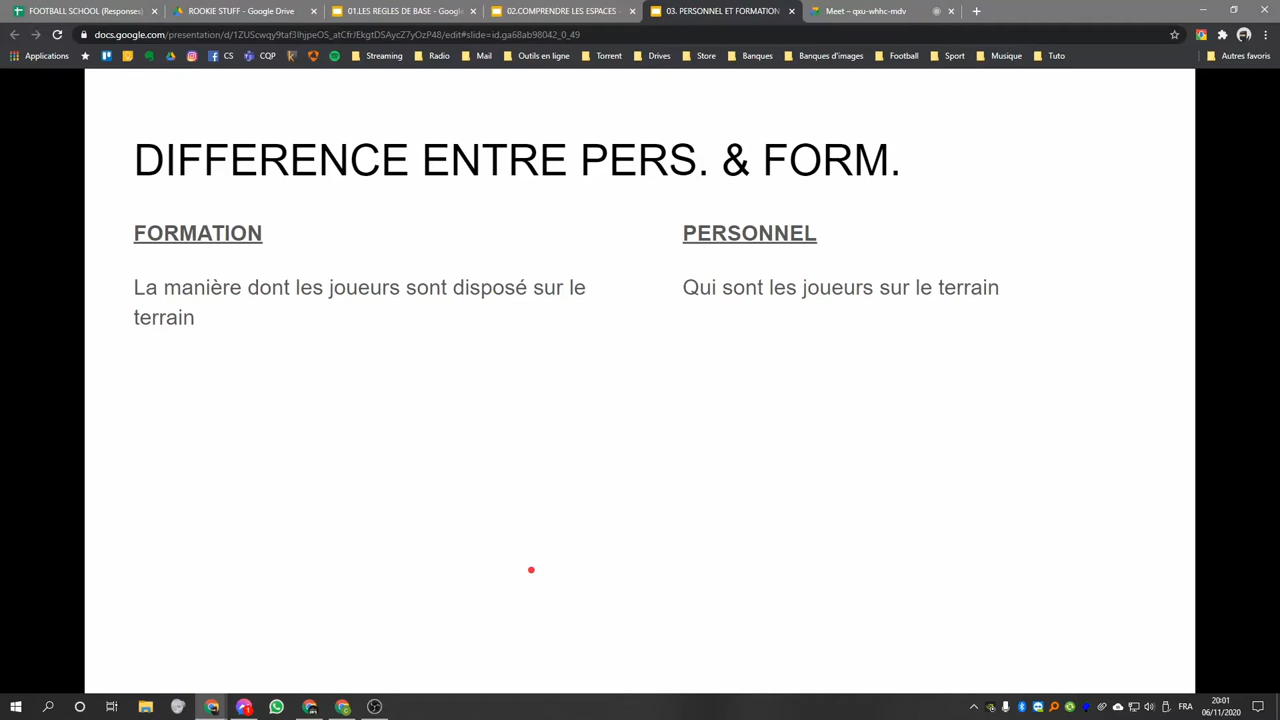 FOOTBALL SCHOOL (Responses)
ROOKIE STUFF - Google Drive
01.LES REGLES DE BASE - Google
02.COMPRENDRE LES ESPACES -
03. PERSONNEL ET FORMATION
Meet – qxu-whhc-mdv
docs.google.com/presentation/d/1ZUScwqy9taf3IhjpeOS_atCfrJEkgtDSAycZ7yOzP48/edit#slide=id.ga68ab98042_0_49
Applications
CS
CQP
Streaming
Radio
Mail
Outils en ligne
Torrent
Drives
Store
Banques
Banques d'images
Football
Sport
Musique
Tuto
Autres favoris
DIFFERENCE ENTRE PERS. & FORM.
FORMATION
La manière dont les joueurs sont disposé sur le
terrain
PERSONNEL
Qui sont les joueurs sur le terrain
FR
20:01
06/11/2020